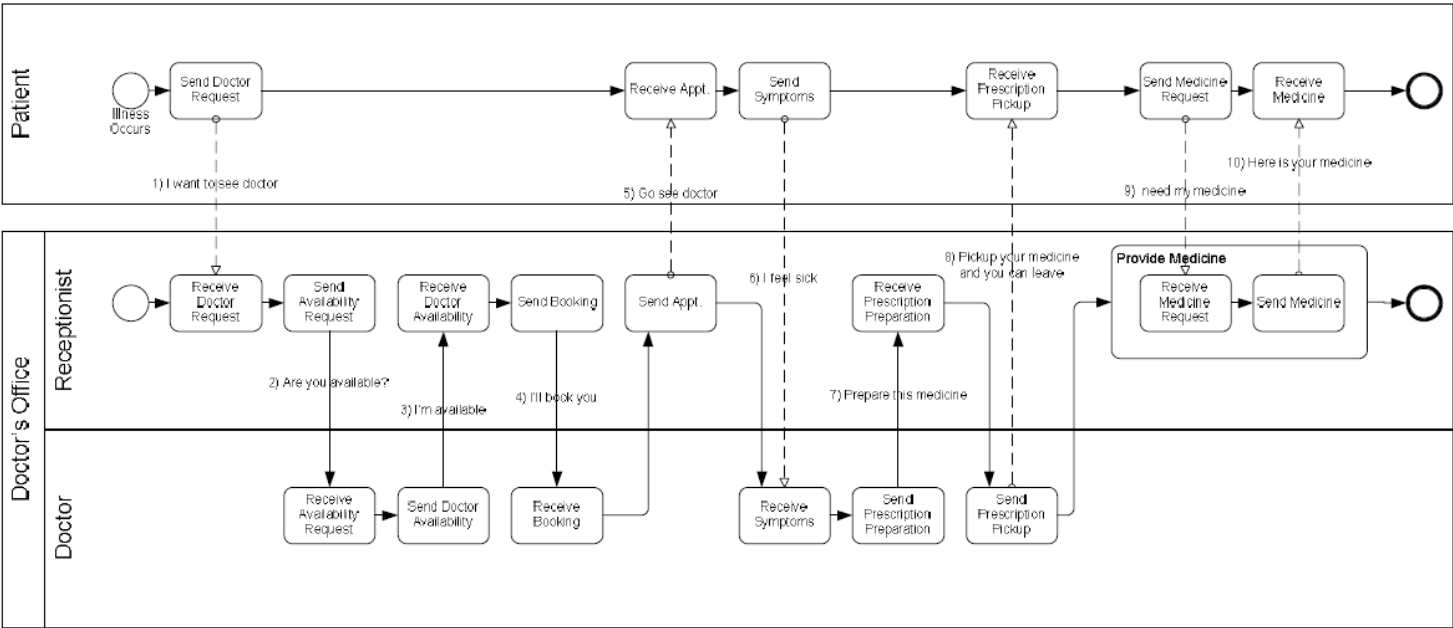 Patient
Illness
Occurs
Send Doctor
Request
Receive Appt.
Send
Symptoms
Receive
Prescription
Pickup
Send Medicine
Request
Receive
Medicine
1) I want to see doctor
5) Go see doctor
9) need my medicine
10) Here is your medicine
Doctor's Office
Receptionist
Receive
Doctor
Request
Send
Availability
Request
Receive
Doctor
Availability
Send Booking
Send Appt.
6) I feel sick
Receive
Prescription
Preparation
8) Pickup your medicine
and you can leave
Provide Medicine
Receive
Medicine
Request
Send Medicine
2) Are you available?
3) I'm available
4) I'll book you
7) Prepare this medicine
Doctor
Receive
Availability
Request
Send Doctor
Availability
Receive
Booking
Receive
Symptoms
Send
Prescription
Preparation
Send
Prescription
Pickup